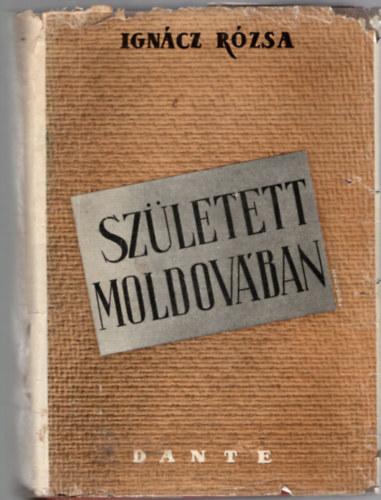 IGNÁCZ RÓZSA
SZÜLETETT
MOLDOVÁBAN
DANTE